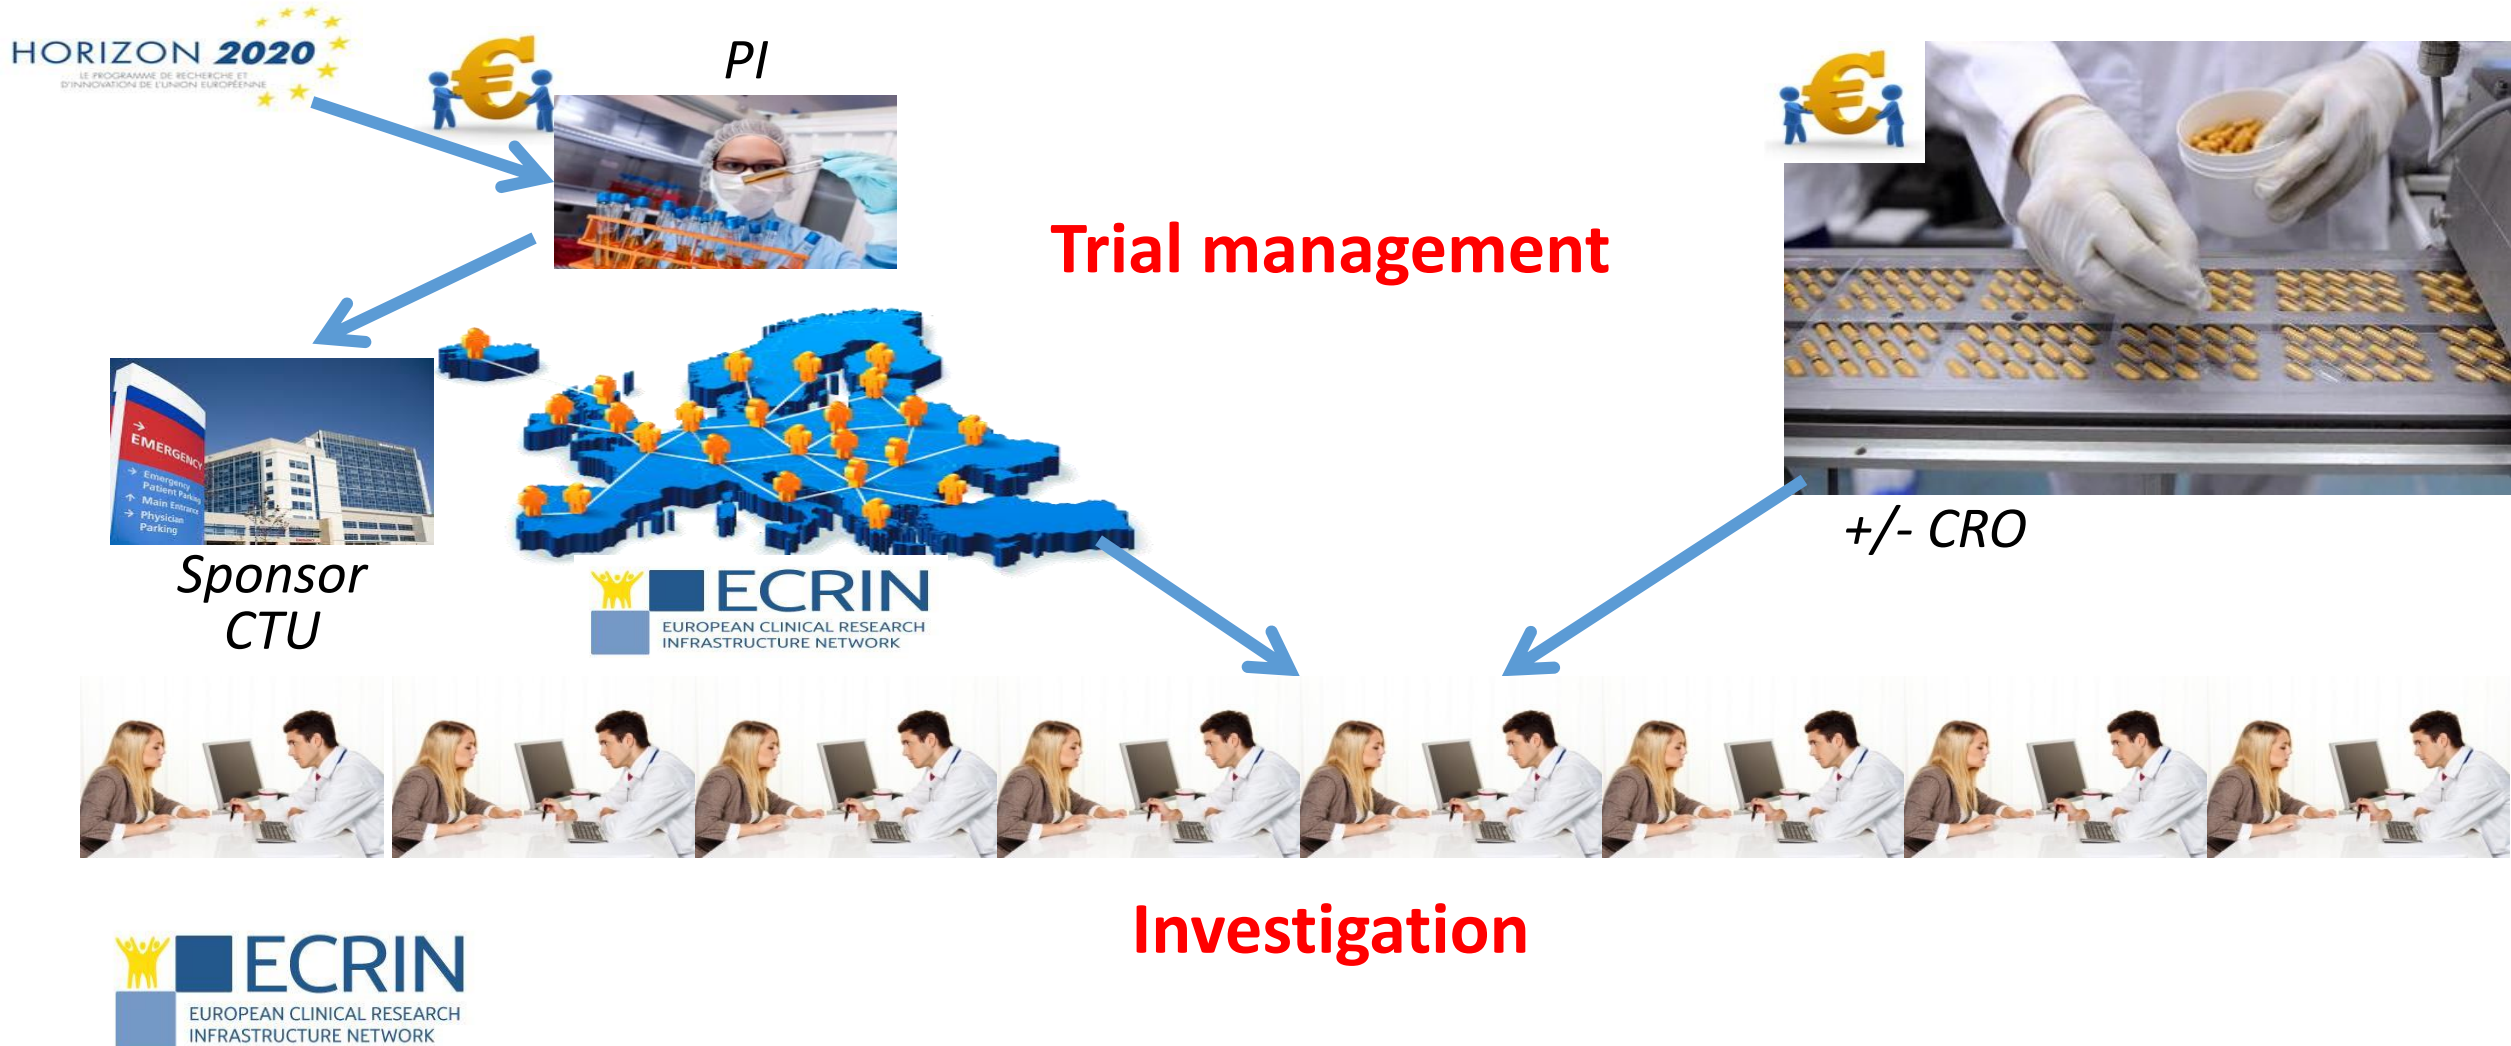 HORIZON 2020
LE PROGRAMME DE RECHERCHE ET
D'INNOVATION DE L'UNION EUROPÉENNE
PI
Trial management
EMERGENCY
Emergency
Patient Parking
Main Entrance
Physician
Parking
Sponsor
CTU
ECRIN
EUROPEAN CLINICAL RESEARCH
INFRASTRUCTURE NETWORK
+/- CRO
Investigation
ECRIN
EUROPEAN CLINICAL RESEARCH
INFRASTRUCTURE NETWORK